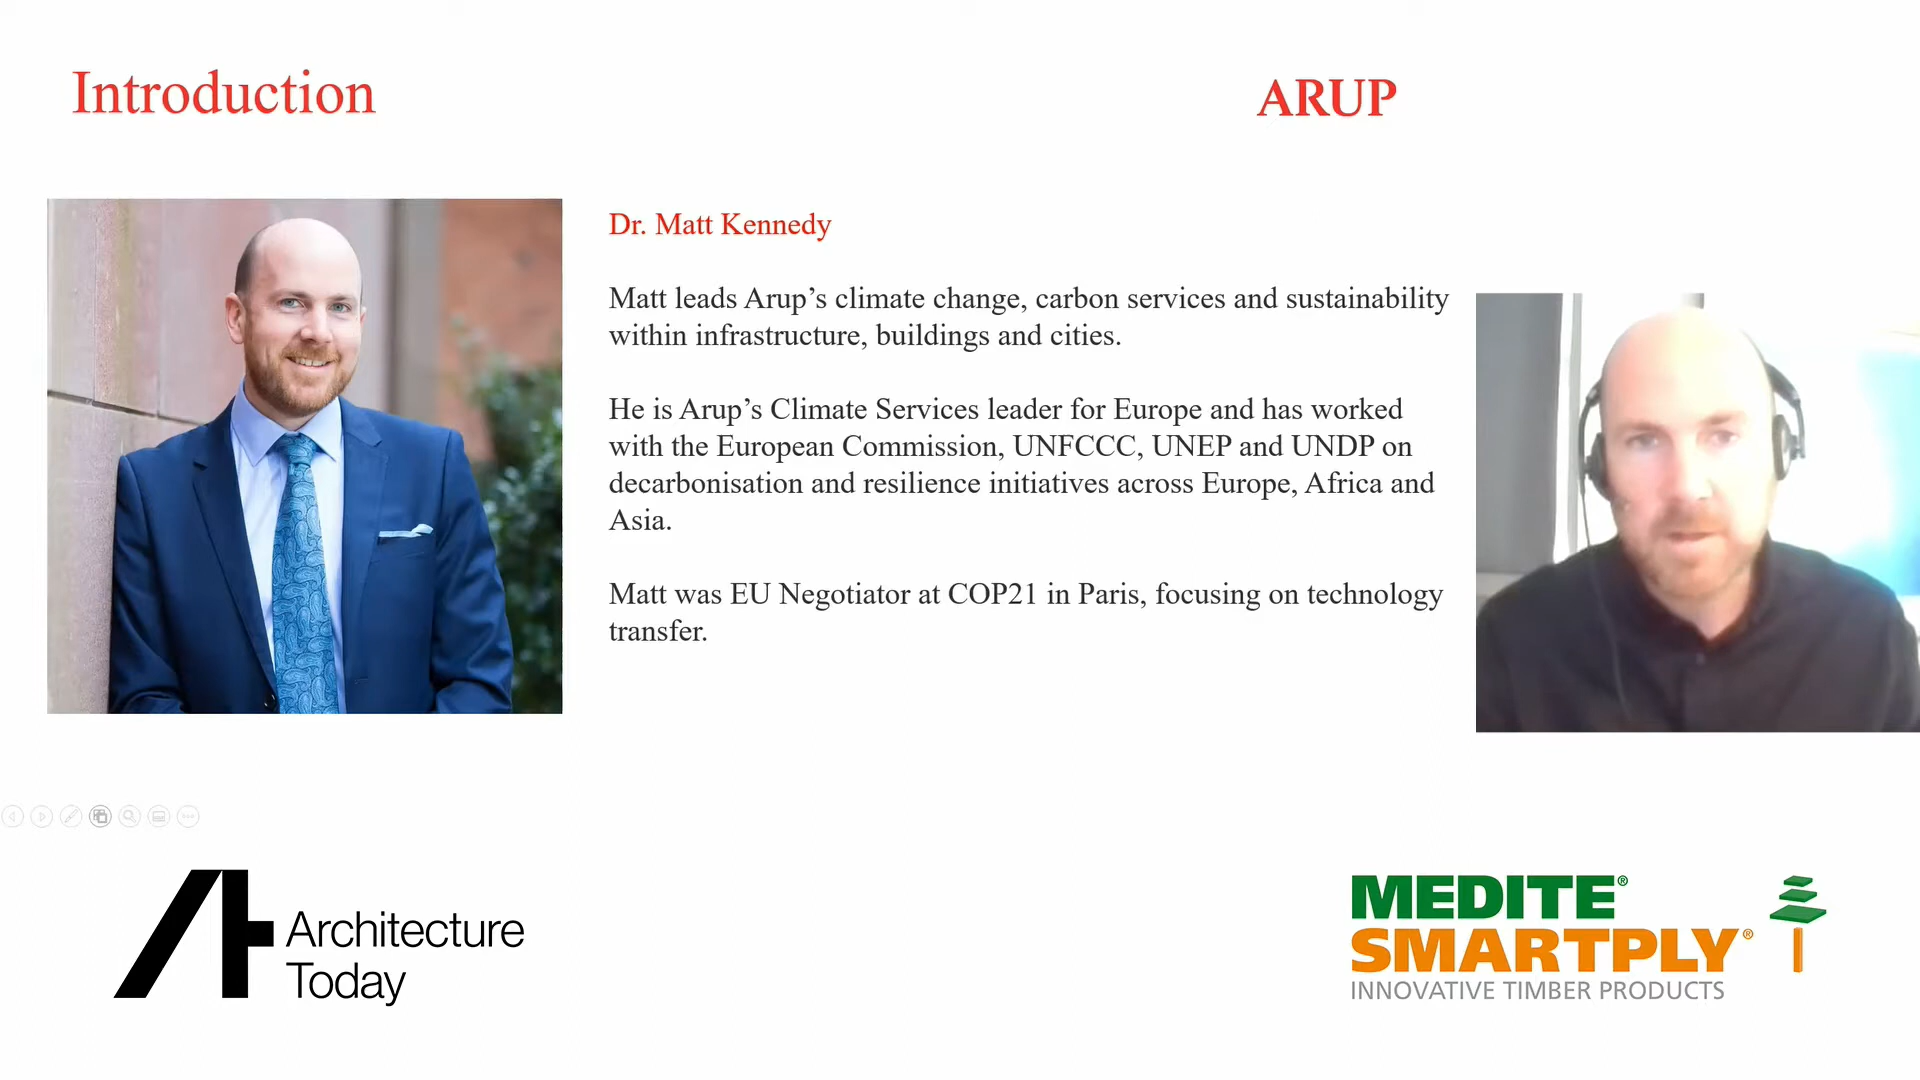 Introduction
ARUP
Dr. Matt Kennedy
Matt leads Arup’s climate change, carbon services and sustainability
within infrastructure, buildings and cities.
He is Arup’s Climate Services leader for Europe and has worked
with the European Commission, UNFCCC, UNEP and UNDP on
decarbonisation and resilience initiatives across Europe, Africa and
Asia.
Matt was EU Negotiator at COP21 in Paris, focusing on technology
transfer.
Architecture
Today
MEDITE®
SMARTPLY®
INNOVATIVE TIMBER PRODUCTS